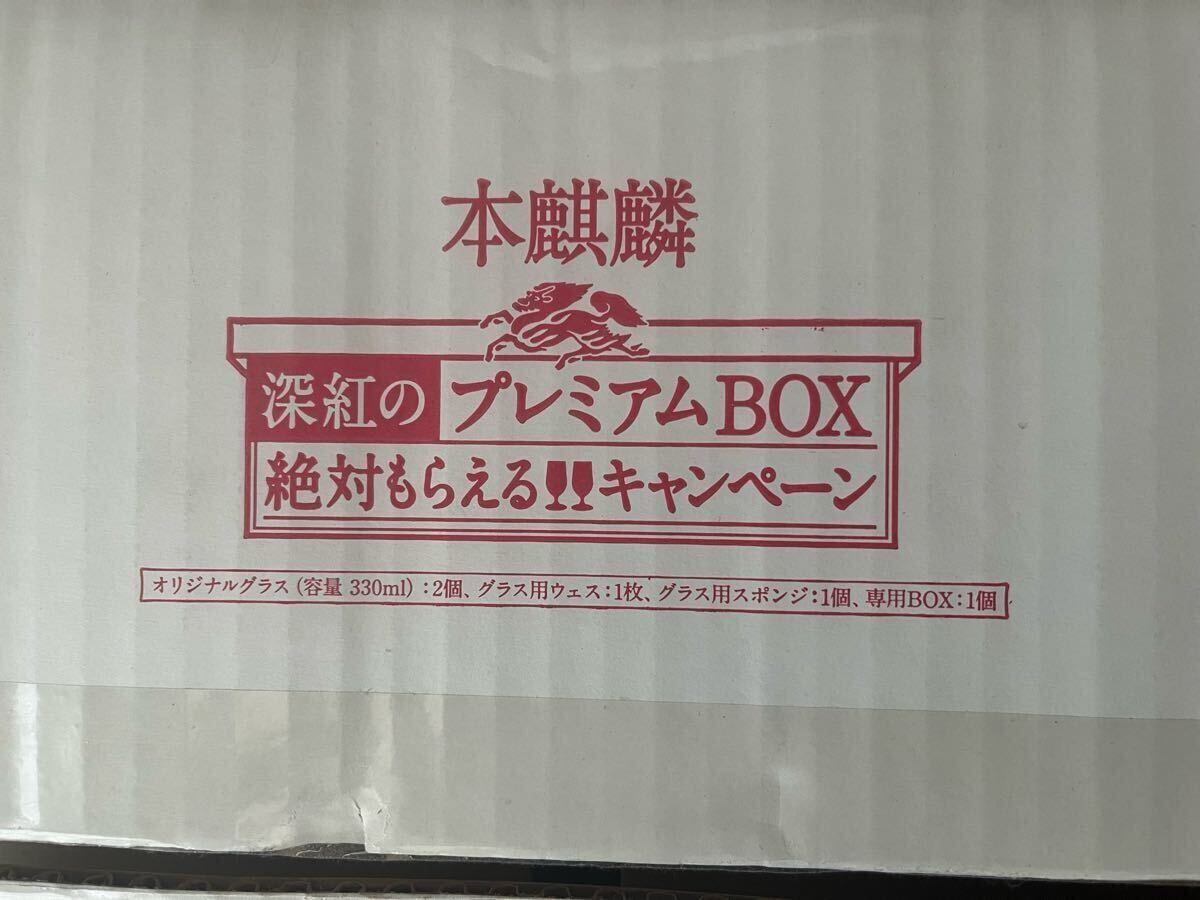 本麒麟
深紅の プレミアムBOX
絶対もらえる!!キャンペーン
オリジナルグラス(容量 330ml):2個、グラス用ウェス:1枚、グラス用スポンジ:1個、専用BOX:1個